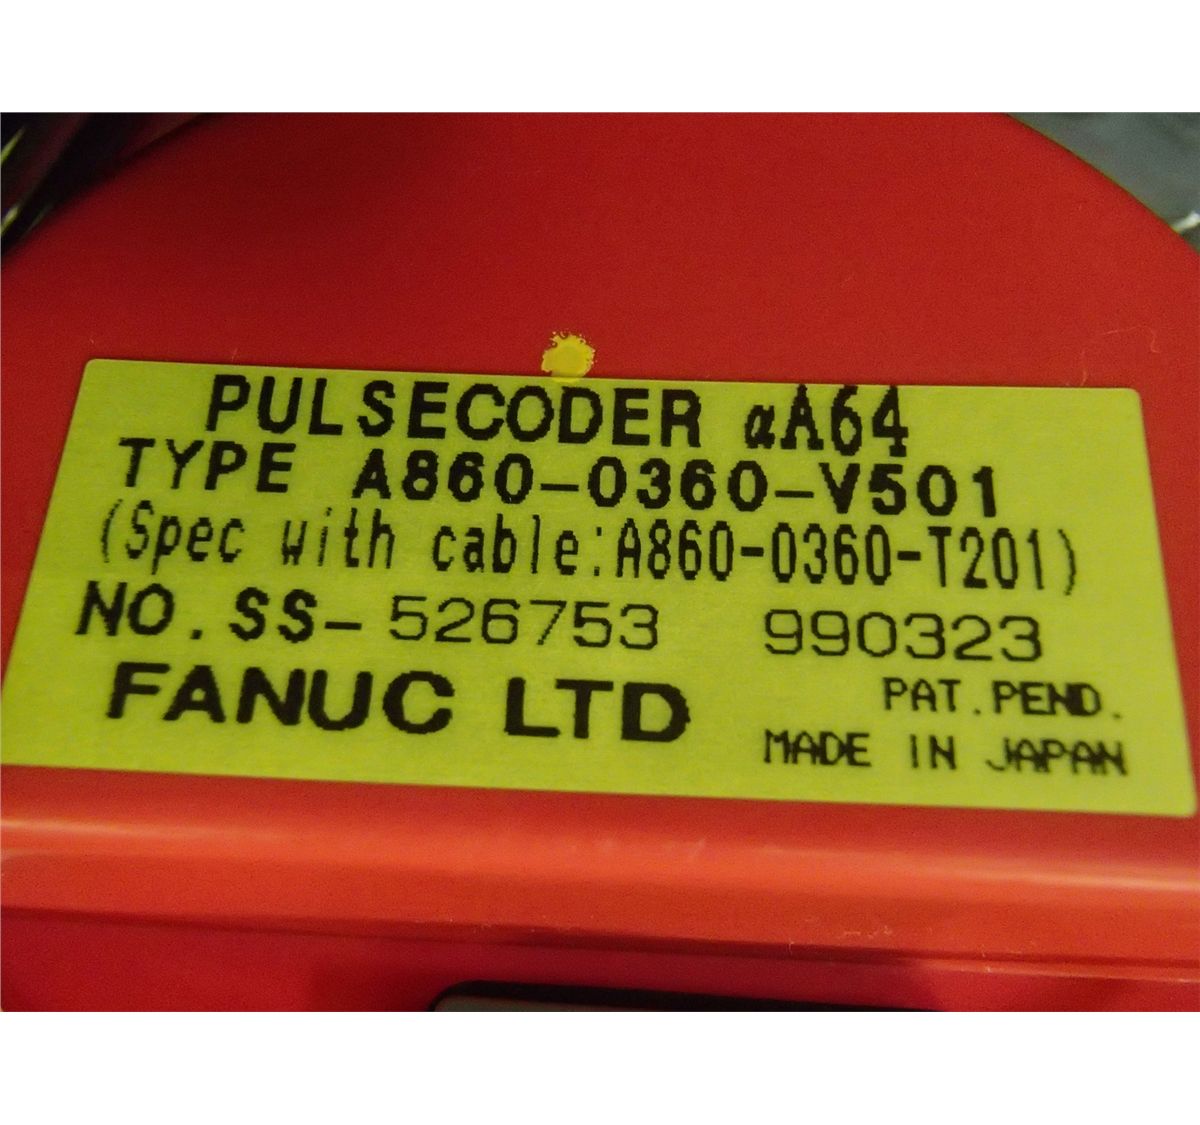 PULSECODER αA64
TYPE A860-0360-V501
(Spec with cable:A860-0360-T201)
NO. SS- 526753 990323
FANUC LTD
PAT.PEND.
MADE IN JAPAN